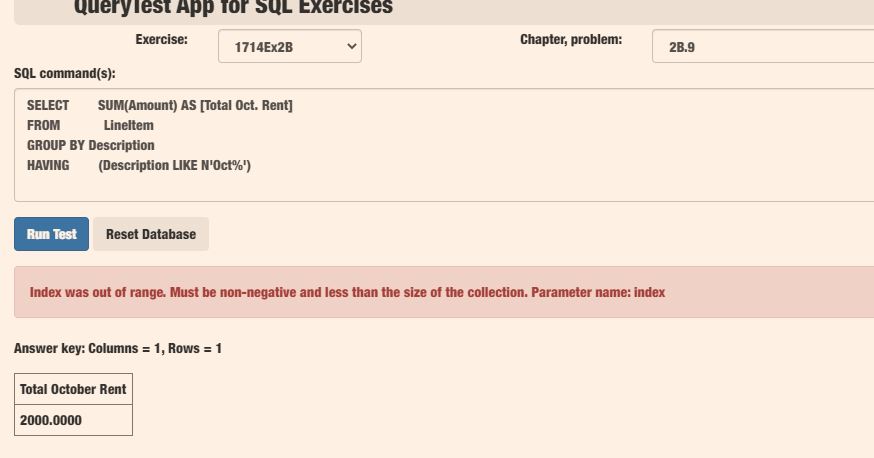 QueryTest App for SQL Exercises
Exercise: 1714Ex2B Chapter, problem: 2B.9
SQL command(s):
SELECT SUM(Amount) AS [Total Oct. Rent]
FROM LineItem
GROUP BY Description
HAVING (Description LIKE N'Oct%')
Run Test Reset Database
Index was out of range. Must be non-negative and less than the size of the collection. Parameter name: index
Answer key: Columns = 1, Rows = 1
Total October Rent
2000.0000